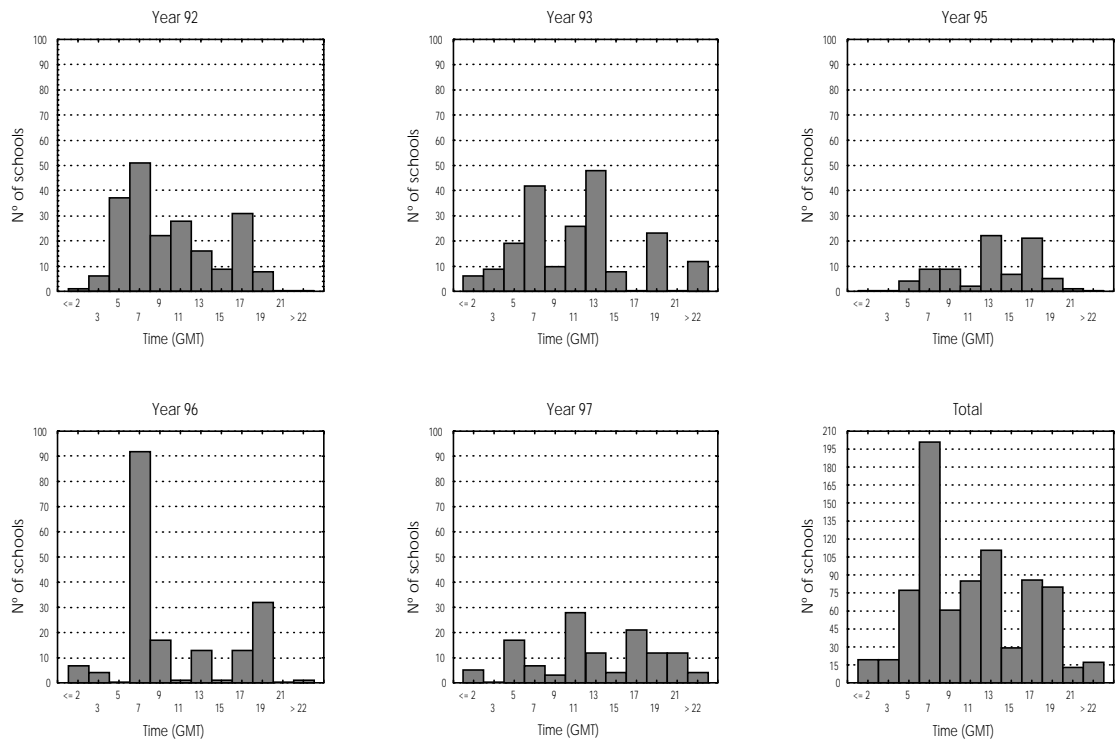 Year 92
100
90
80
70
60
50
40
30
20
10
0
Nº of schools
<= 2 5 9 13 17 21
3 7 11 15 19 > 22
Time (GMT)
Year 93
100
90
80
70
60
50
40
30
20
10
0
Nº of schools
<= 2 5 9 13 17 21
3 7 11 15 19 > 22
Time (GMT)
Year 95
100
90
80
70
60
50
40
30
20
10
0
Nº of schools
<= 2 5 9 13 17 21
3 7 11 15 19 > 22
Time (GMT)
Year 96
100
90
80
70
60
50
40
30
20
10
0
Nº of schools
<= 2 5 9 13 17 21
3 7 11 15 19 > 22
Time (GMT)
Year 97
100
90
80
70
60
50
40
30
20
10
0
Nº of schools
<= 2 5 9 13 17 21
3 7 11 15 19 > 22
Time (GMT)
Total
210
195
180
165
150
135
120
105
90
75
60
45
30
15
0
Nº of schools
<= 2 5 9 13 17 21
3 7 11 15 19 > 22
Time (GMT)